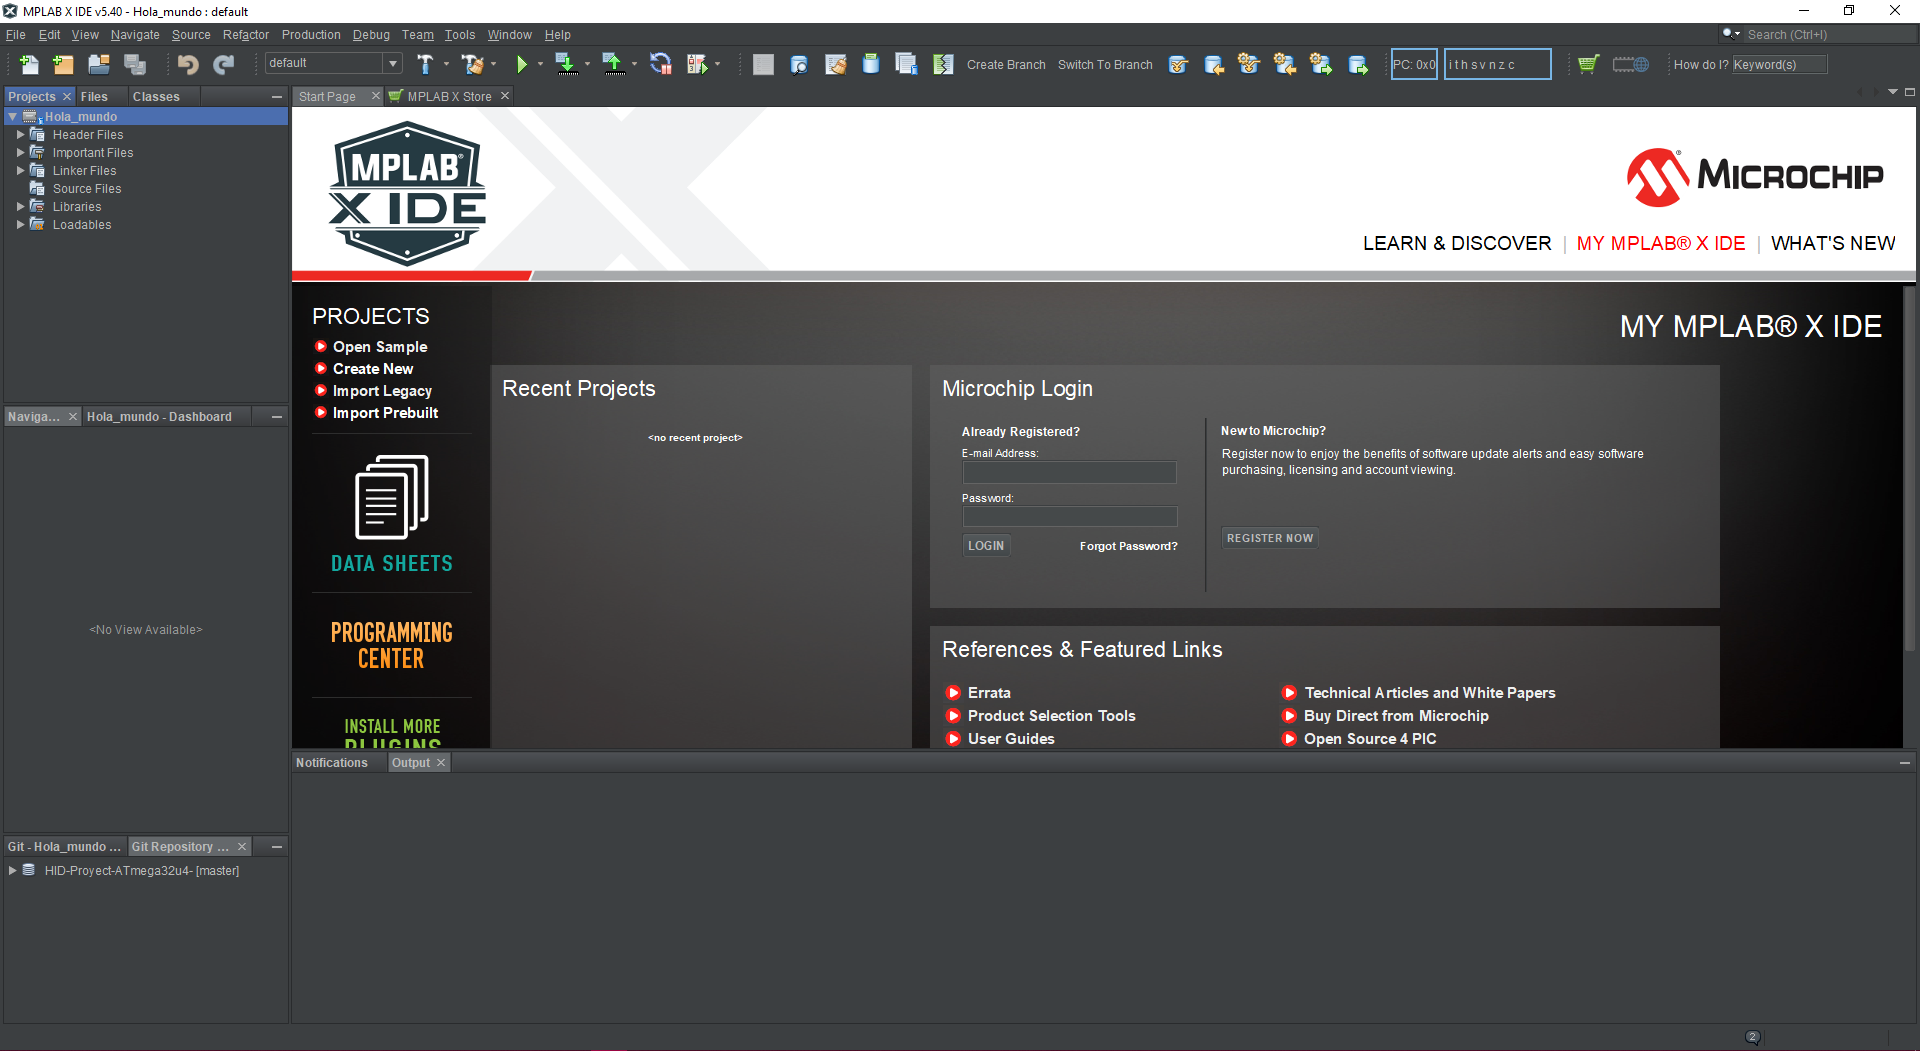 MPLAB X IDE v5.40 - Hola_mundo : default
File Edit View Navigate Source Refactor Production Debug Team Tools Window Help
Search (Ctrl+I)
default
Create Branch Switch To Branch
PC: 0x0
i t h s v n z c
How do I? Keyword(s)
Projects Files Classes
Start Page MPLAB X Store
Hola_mundo
Header Files
Important Files
Linker Files
Source Files
Libraries
Loadables
MPLAB®
X IDE
MICROCHIP
LEARN & DISCOVER | MY MPLAB® X IDE | WHAT'S NEW
PROJECTS
Open Sample
Create New
Import Legacy
Import Prebuilt
DATA SHEETS
PROGRAMMING
CENTER
INSTALL MORE
PLUGINS
MY MPLAB® X IDE
Recent Projects
<no recent project>
Microchip Login
Already Registered?
E-mail Address:
Password:
LOGIN
Forgot Password?
New to Microchip?
Register now to enjoy the benefits of software update alerts and easy software
purchasing, licensing and account viewing.
REGISTER NOW
References & Featured Links
Errata
Product Selection Tools
User Guides
Technical Articles and White Papers
Buy Direct from Microchip
Open Source 4 PIC
Naviga... Hola_mundo - Dashboard
<No View Available>
Notifications Output
Git - Hola_mundo ... Git Repository ...
HID-Proyect-ATmega32u4- [master]
2